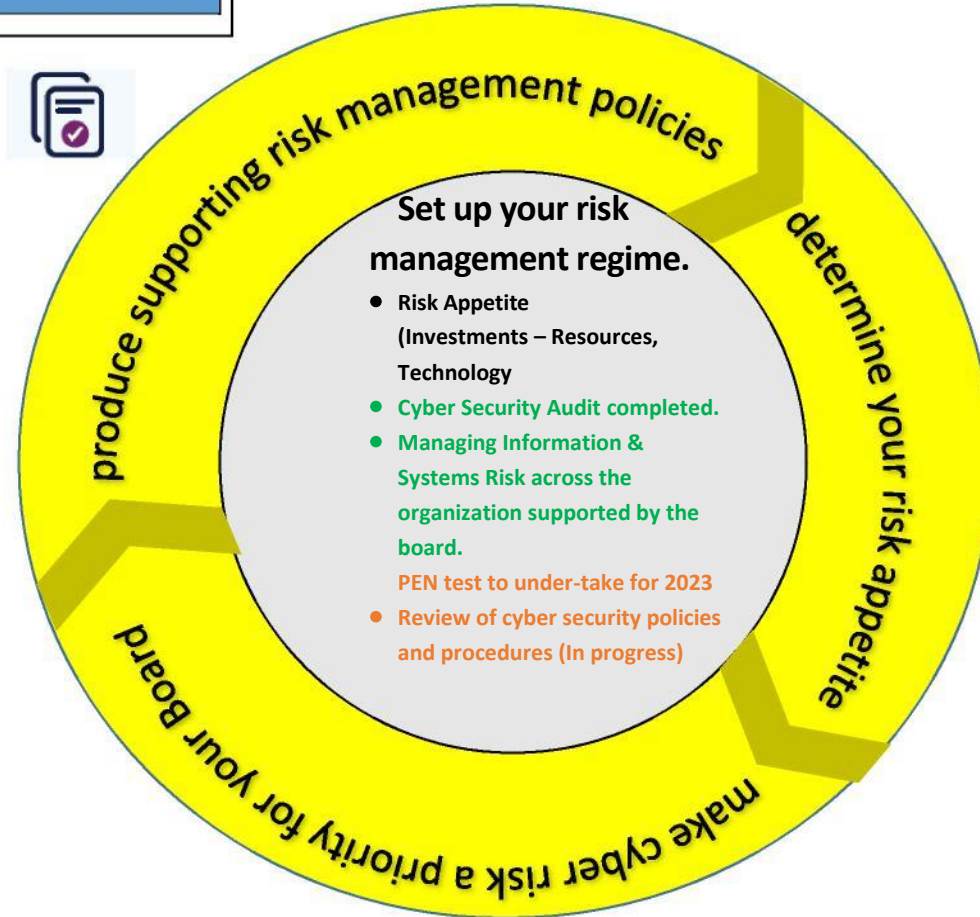 produce supporting risk management policies
determine your risk appetite
make cyber risk a priority for your Board
Set up your risk
management regime.
• Risk Appetite
(Investments – Resources,
Technology
• Cyber Security Audit completed.
• Managing Information &
Systems Risk across the
organization supported by the
board.
PEN test to under-take for 2023
• Review of cyber security policies
and procedures (In progress)